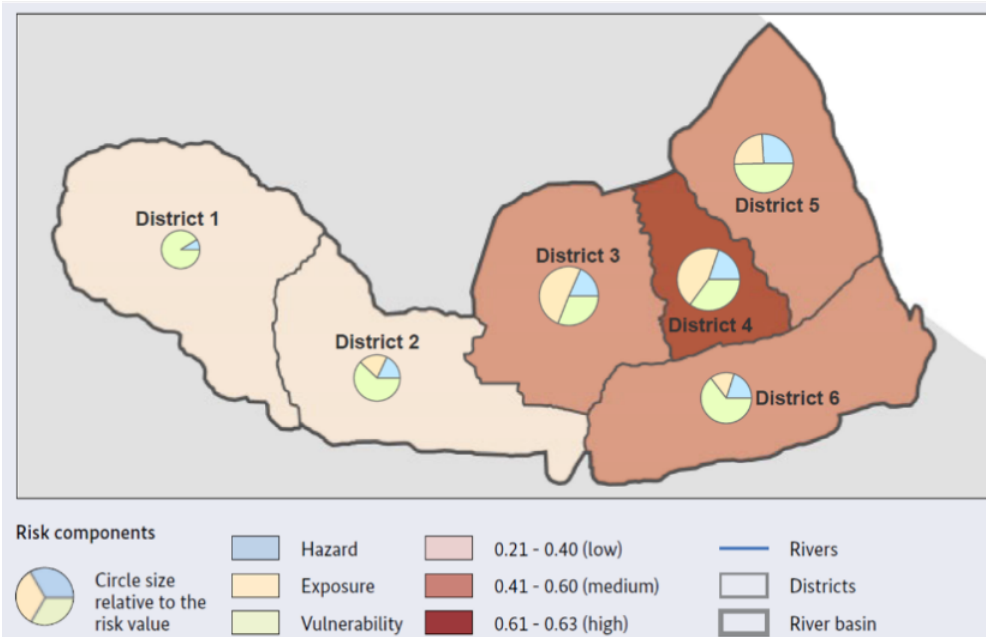 District 1
District 2
District 3
District 4
District 5
District 6
Risk components
Circle size
relative to the
risk value
Hazard
Exposure
Vulnerability
0.21 - 0.40 (low)
0.41 - 0.60 (medium)
0.61 - 0.63 (high)
Rivers
Districts
River basin